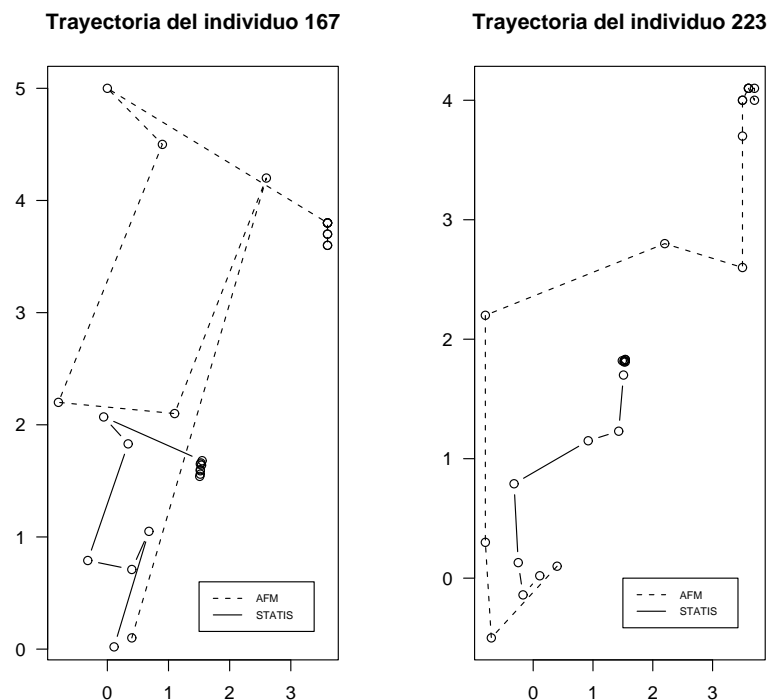 Trayectoria del individuo 167
5
4
3
2
1
0
0 1 2 3
AFM
STATIS
Trayectoria del individuo 223
4
3
2
1
0
0 1 2 3
AFM
STATIS